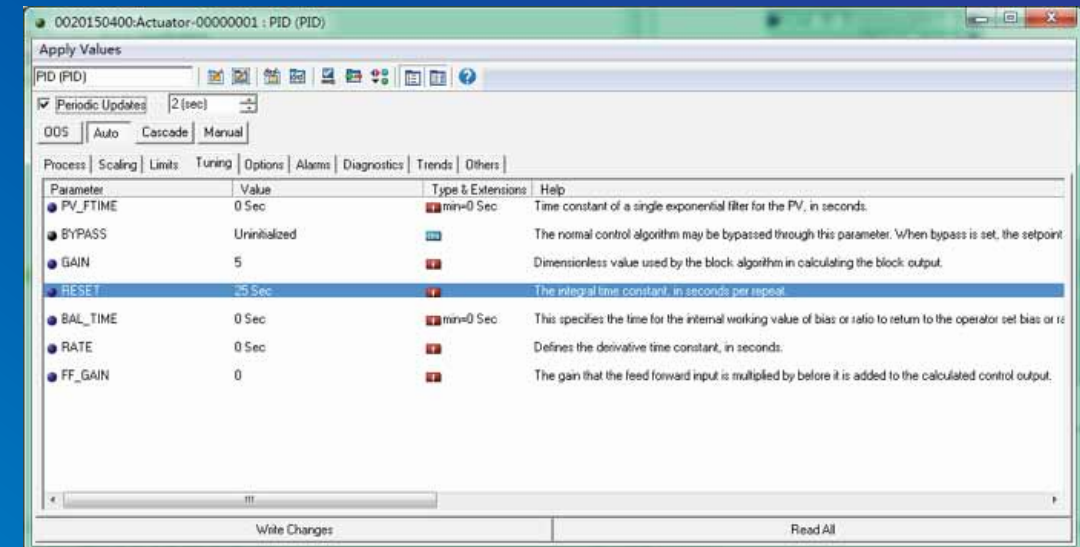 0020150400:Actuator-00000001 : PID (PID)
Apply Values
PID (PID)
Periodic Updates 2 (sec)
OOS Auto Cascade Manual
Process Scaling Limits Tuning Options Alarms Diagnostics Trends Others
Parameter Value Type & Extensions Help
PV_FTIME 0 Sec min=0 Sec Time constant of a single exponential filter for the PV, in seconds.
BYPASS Uninitialized The normal control algorithm may be bypassed through this parameter. When bypass is set, the setpoint
GAIN 5 Dimensionless value used by the block algorithm in calculating the block output.
RESET 25 Sec The integral time constant, in seconds per repeat.
BAL_TIME 0 Sec min=0 Sec This specifies the time for the internal working value of bias or ratio to return to the operator set bias or ra
RATE 0 Sec Defines the derivative time constant, in seconds.
FF_GAIN 0 The gain that the feed forward input is multiplied by before it is added to the calculated control output.
Write Changes Read All